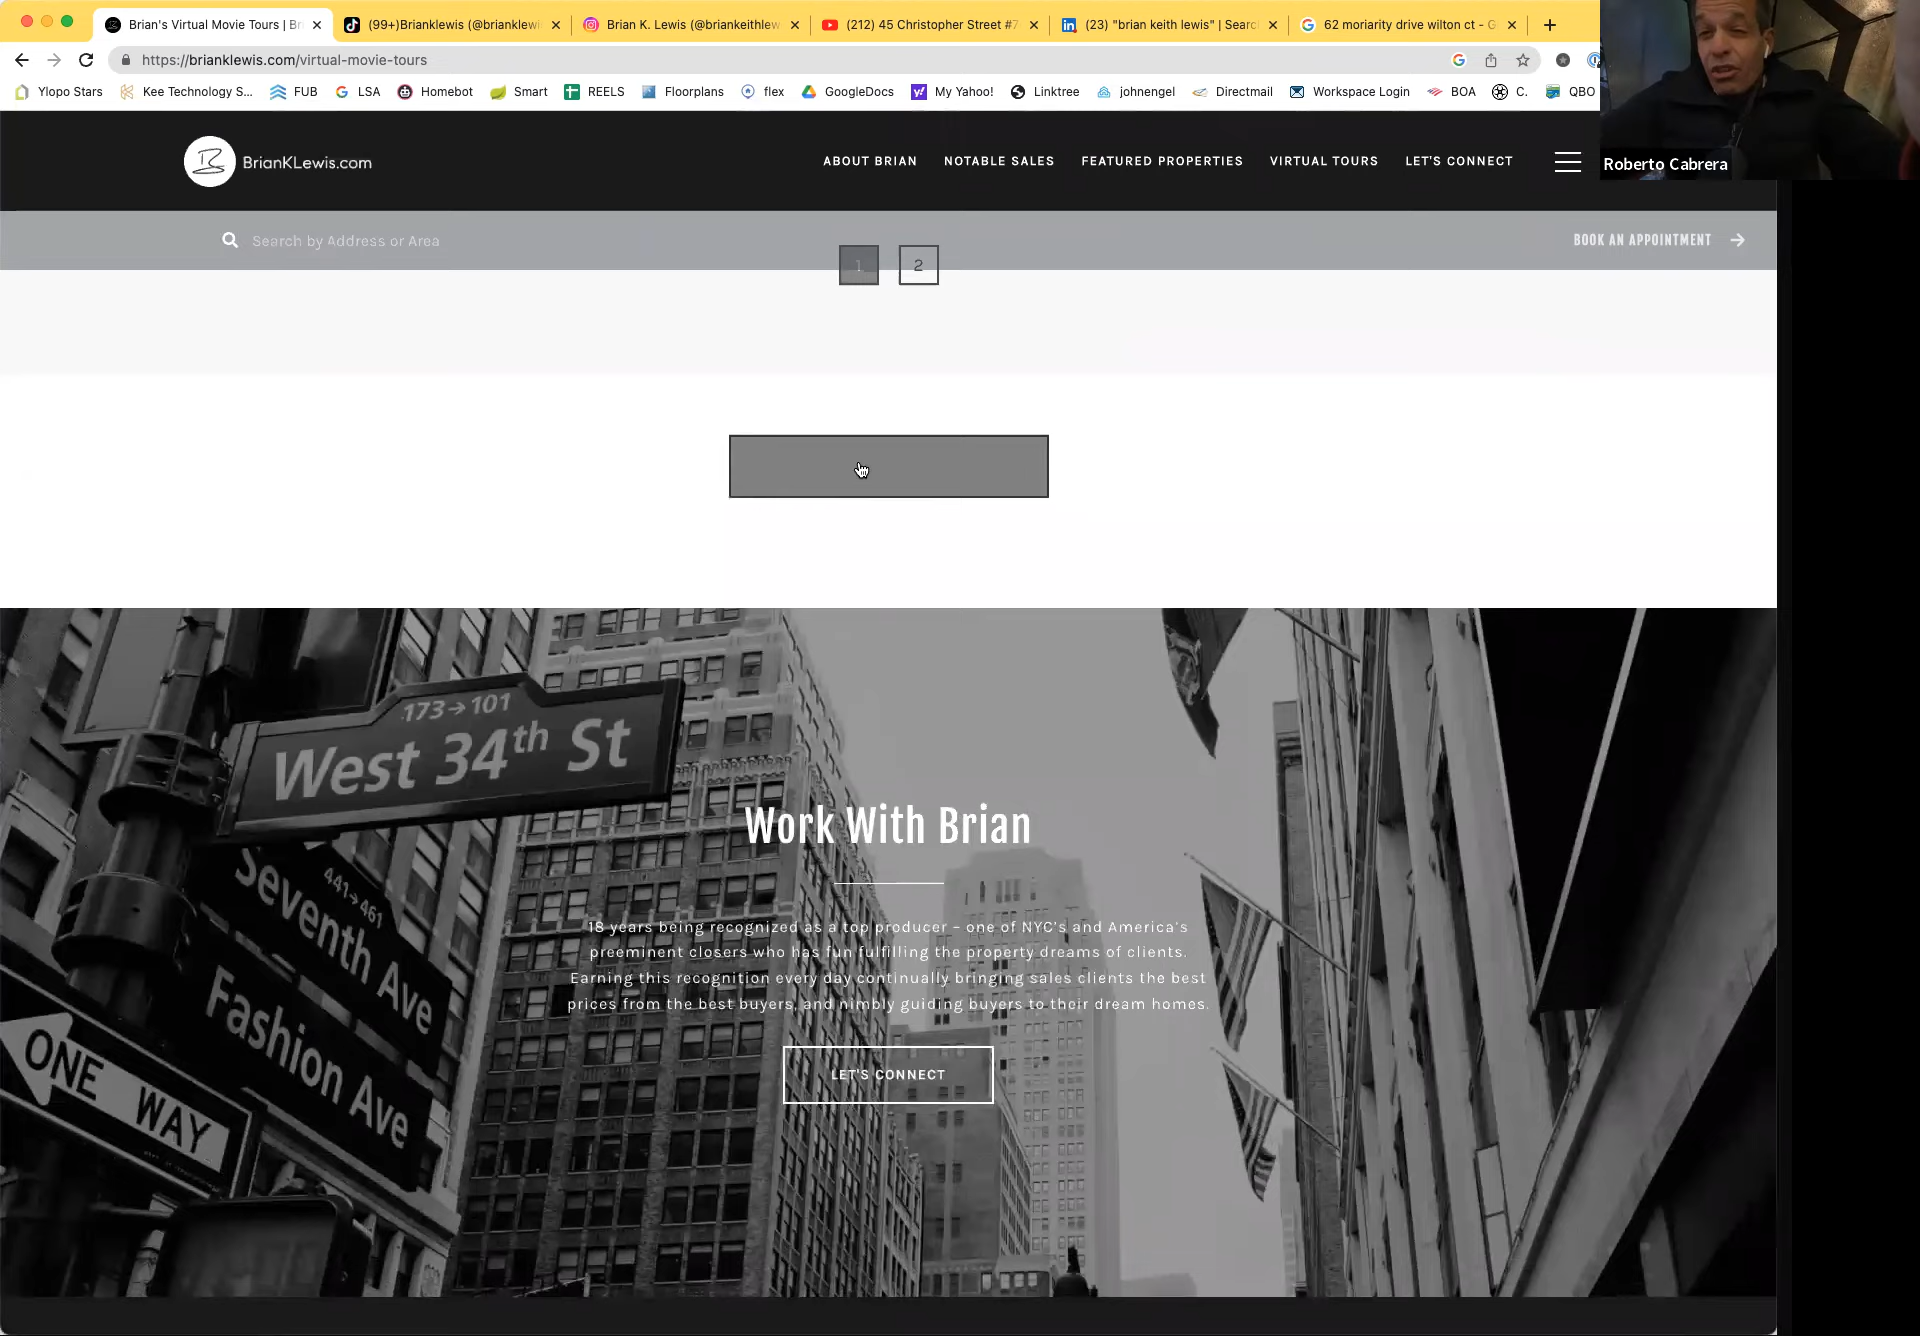 Brian's Virtual Movie Tours | Br
(99+)Brianklewis (@brianklewi
Brian K. Lewis (@briankeithlew
(212) 45 Christopher Street #7
(23) "brian keith lewis" | Searc
62 moriarity drive wilton ct - G
https://brianklewis.com/virtual-movie-tours
Ylopo Stars
Kee Technology S...
FUB
LSA
Homebot
Smart
REELS
Floorplans
flex
GoogleDocs
My Yahoo!
Linktree
johnengel
Directmail
Workspace Login
BOA
C.
QBO
Roberto Cabrera
BrianKLewis.com
ABOUT BRIAN
NOTABLE SALES
FEATURED PROPERTIES
VIRTUAL TOURS
LET'S CONNECT
Search by Address or Area
BOOK AN APPOINTMENT
1
2
173→101
West 34th St
441→461
Seventh Ave
Fashion Ave
ONE WAY
Work With Brian
18 years being recognized as a top producer – one of NYC's and America's
preeminent closers who has fun fulfilling the property dreams of clients.
Earning this recognition every day continually bringing sales clients the best
prices from the best buyers, and nimbly guiding buyers to their dream homes.
LET'S CONNECT